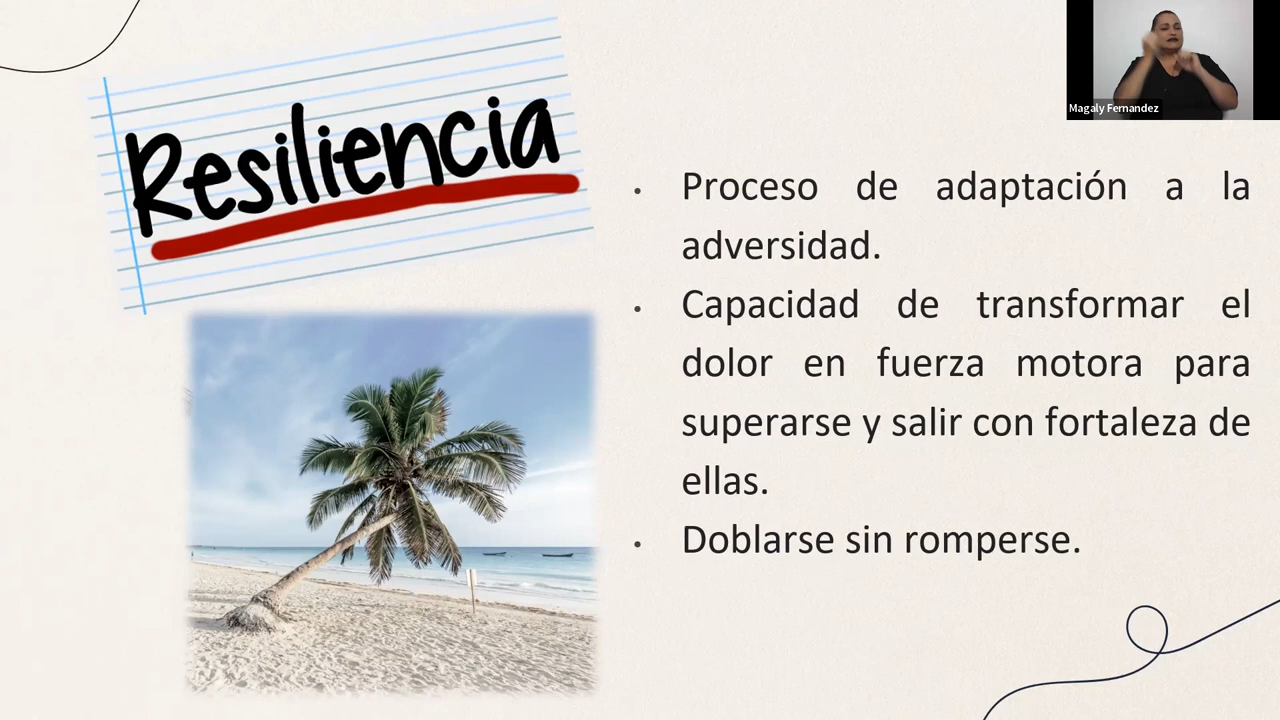 Resiliencia
Magaly Fernandez
• Proceso de adaptación a la
adversidad.
• Capacidad de transformar el
dolor en fuerza motora para
superarse y salir con fortaleza de
ellas.
• Doblarse sin romperse.